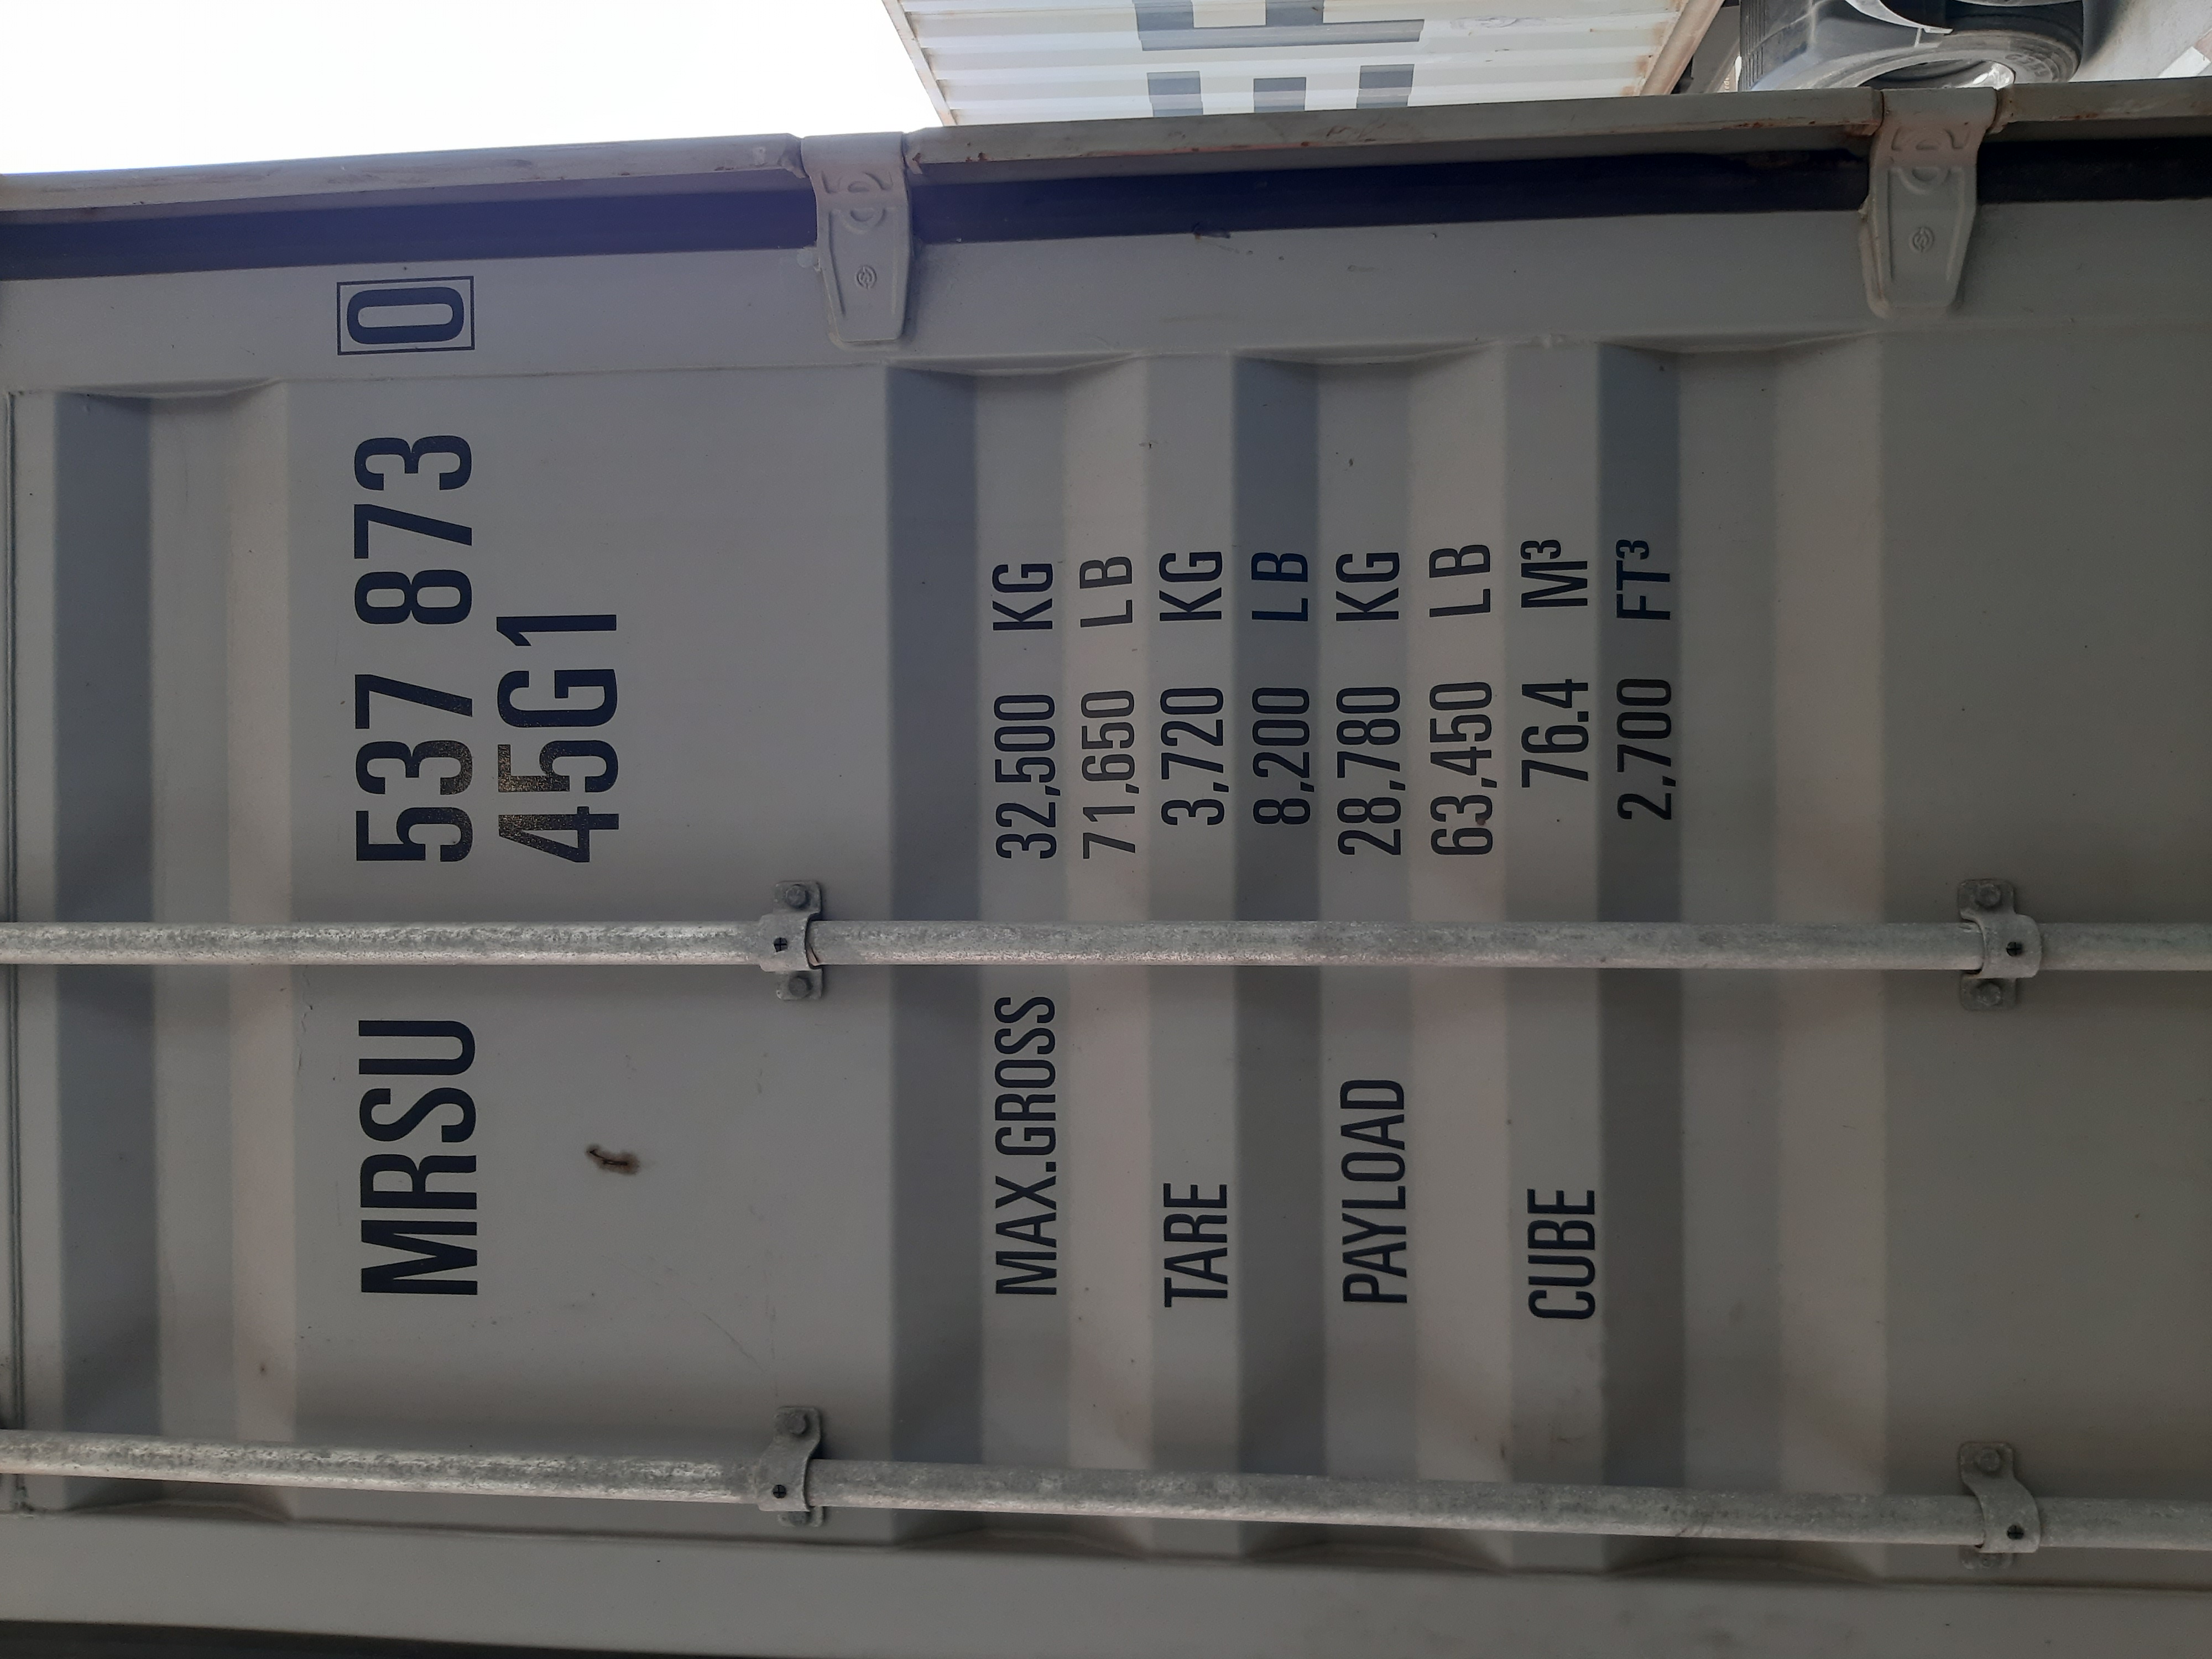 MRSU 537 873 0
45G1
MAX.GROSS 32,500 KG
71,650 LB
TARE 3,720 KG
8,200 LB
PAYLOAD 28,780 KG
63,450 LB
CUBE 76.4 M³
2,700 FT³